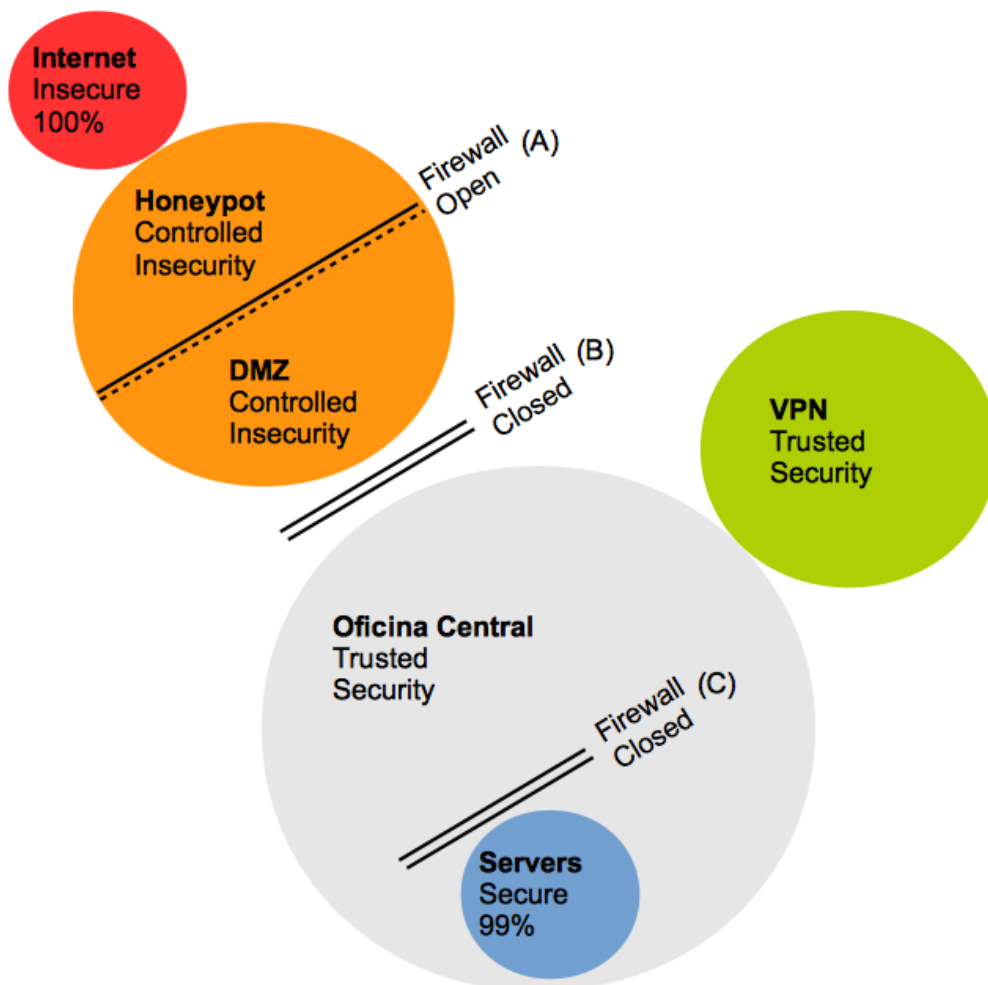 Internet
Insecure
100%
Honeypot
Controlled
Insecurity
Firewall (A)
Open
DMZ
Controlled
Insecurity
Firewall (B)
Closed
VPN
Trusted
Security
Oficina Central
Trusted
Security
Firewall (C)
Closed
Servers
Secure
99%